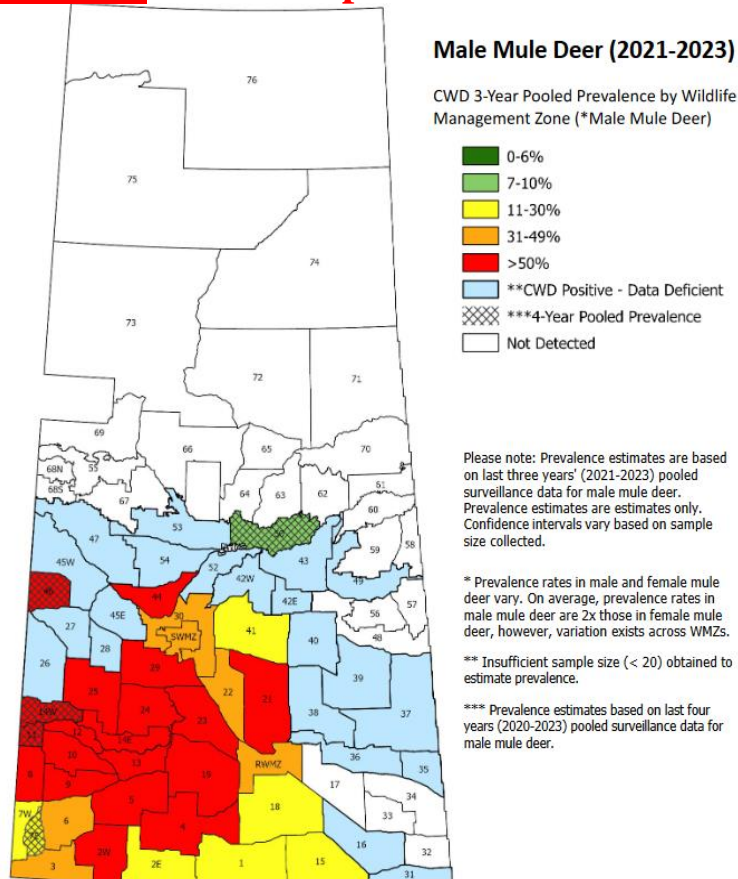 Male Mule Deer (2021-2023)
CWD 3-Year Pooled Prevalence by Wildlife
Management Zone (*Male Mule Deer)
0-6%
7-10%
11-30%
31-49%
>50%
**CWD Positive - Data Deficient
***4-Year Pooled Prevalence
Not Detected
Please note: Prevalence estimates are based
on last three years' (2021-2023) pooled
surveillance data for male mule deer.
Prevalence estimates are estimates only.
Confidence intervals vary based on sample
size collected.
* Prevalence rates in male and female mule
deer vary. On average, prevalence rates in
male mule deer are 2x those in female mule
deer, however, variation exists across WMZs.
** Insufficient sample size (< 20) obtained to
estimate prevalence.
*** Prevalence estimates based on last four
years (2020-2023) pooled surveillance data for
male mule deer.
76
75
74
73
72
71
69
66
65
70
68N
55
68S
67
64
63
62
61
60
53
47
59
58
45W
54
52
43
42W
49
44
45E
42E
57
56
30
27
SWMZ
41
40
48
28
26
29
39
25
22
21
24
38
37
23
10
13
36
35
8
19
RWMZ
17
9
34
5
18
33
7W
6
4
16
32
3W
3
2E
1
15
31